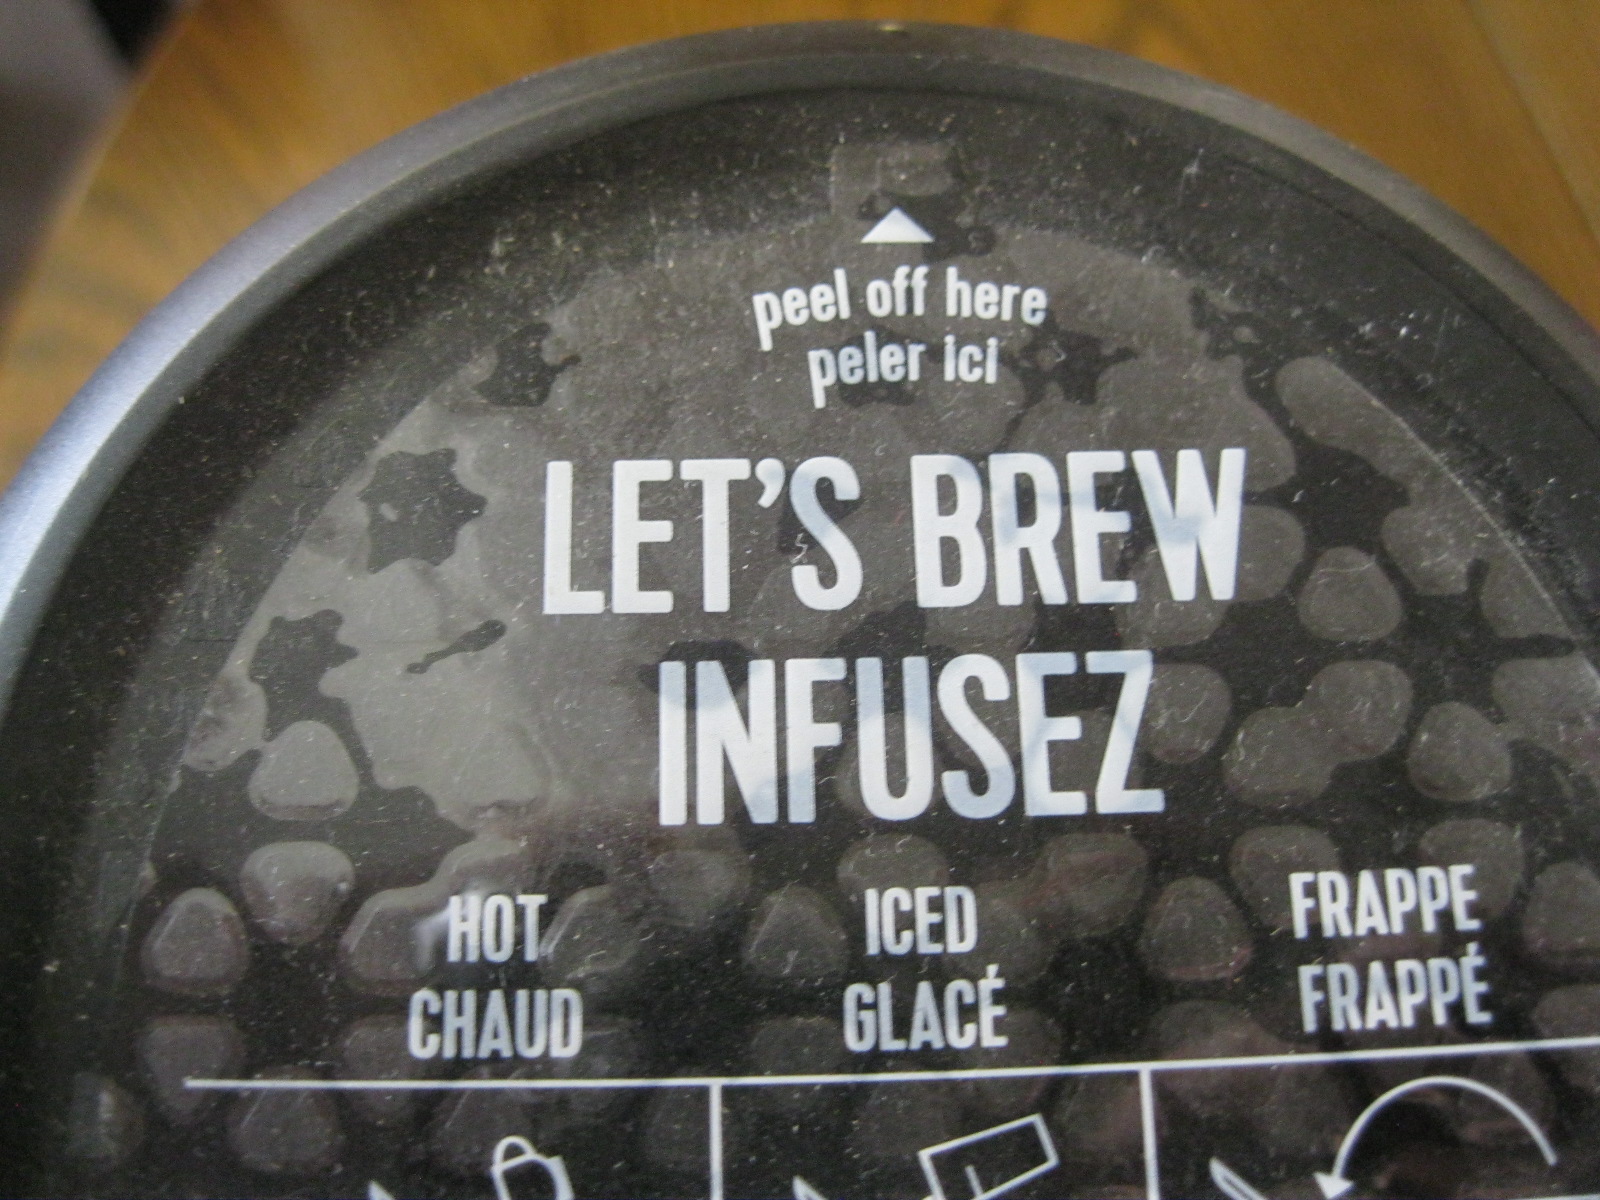 peel off here
peler ici
LET'S BREW
INFUSEZ
HOT
CHAUD
ICED
GLACÉ
FRAPPE
FRAPPÉ